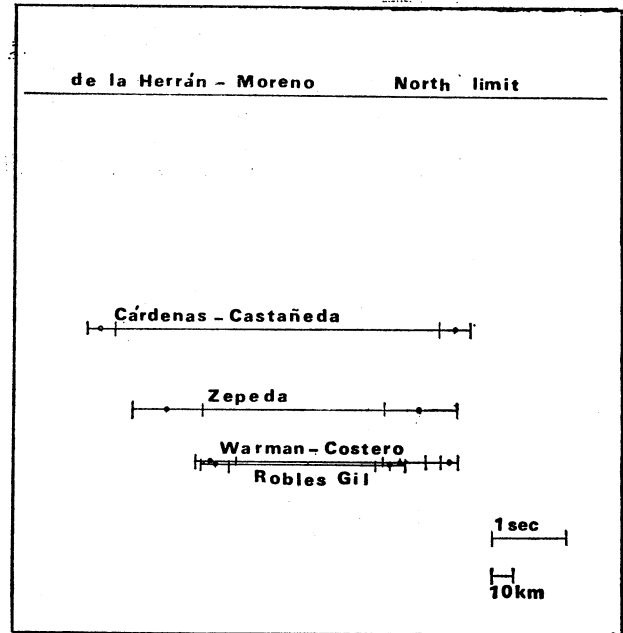 de la Herrán - Moreno North limit
Cárdenas - Castañeda
Zepeda
Warman - Costero
Robles Gil
1 sec
10km